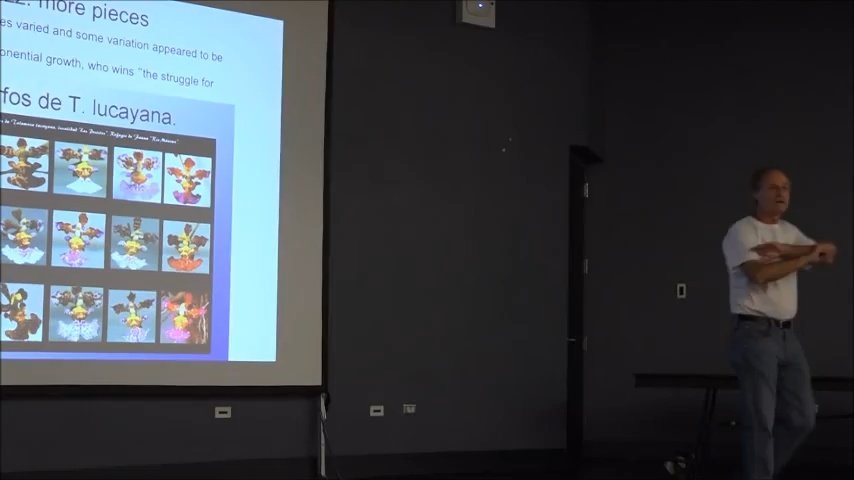 22: more pieces
es varied and some variation appeared to be
onential growth, who wins "the struggle for
fos de T. lucayana.